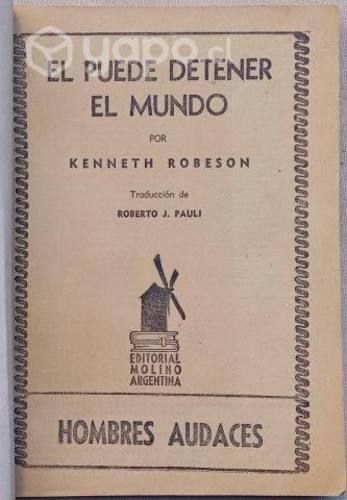 yapo.cl
EL PUEDE DETENER
EL MUNDO
POR
KENNETH ROBESON
Traducción de
ROBERTO J. PAULI
EDITORIAL
MOLINO
ARGENTINA
HOMBRES AUDACES